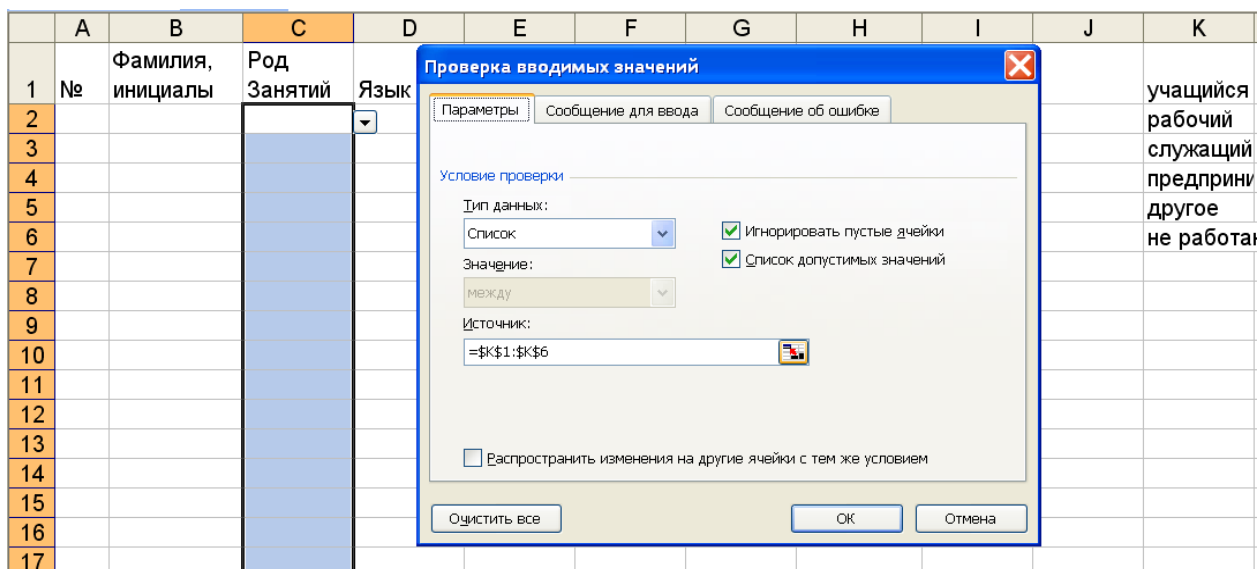 A B C D E F G H I J K
Фамилия, Род
1 № инициалы Занятий Язык учащийся
2 рабочий
3 служащий
4 предприни
5 другое
6 не работан
7
8
9
10
11
12
13
14
15
16
17
Проверка вводимых значений
Параметры Сообщение для ввода Сообщение об ошибке
Условие проверки
Тип данных:
Список Игнорировать пустые ячейки
Значение: Список допустимых значений
между
Источник:
=$K$1:$K$6
Распространить изменения на другие ячейки с тем же условием
Очистить все ОК Отмена